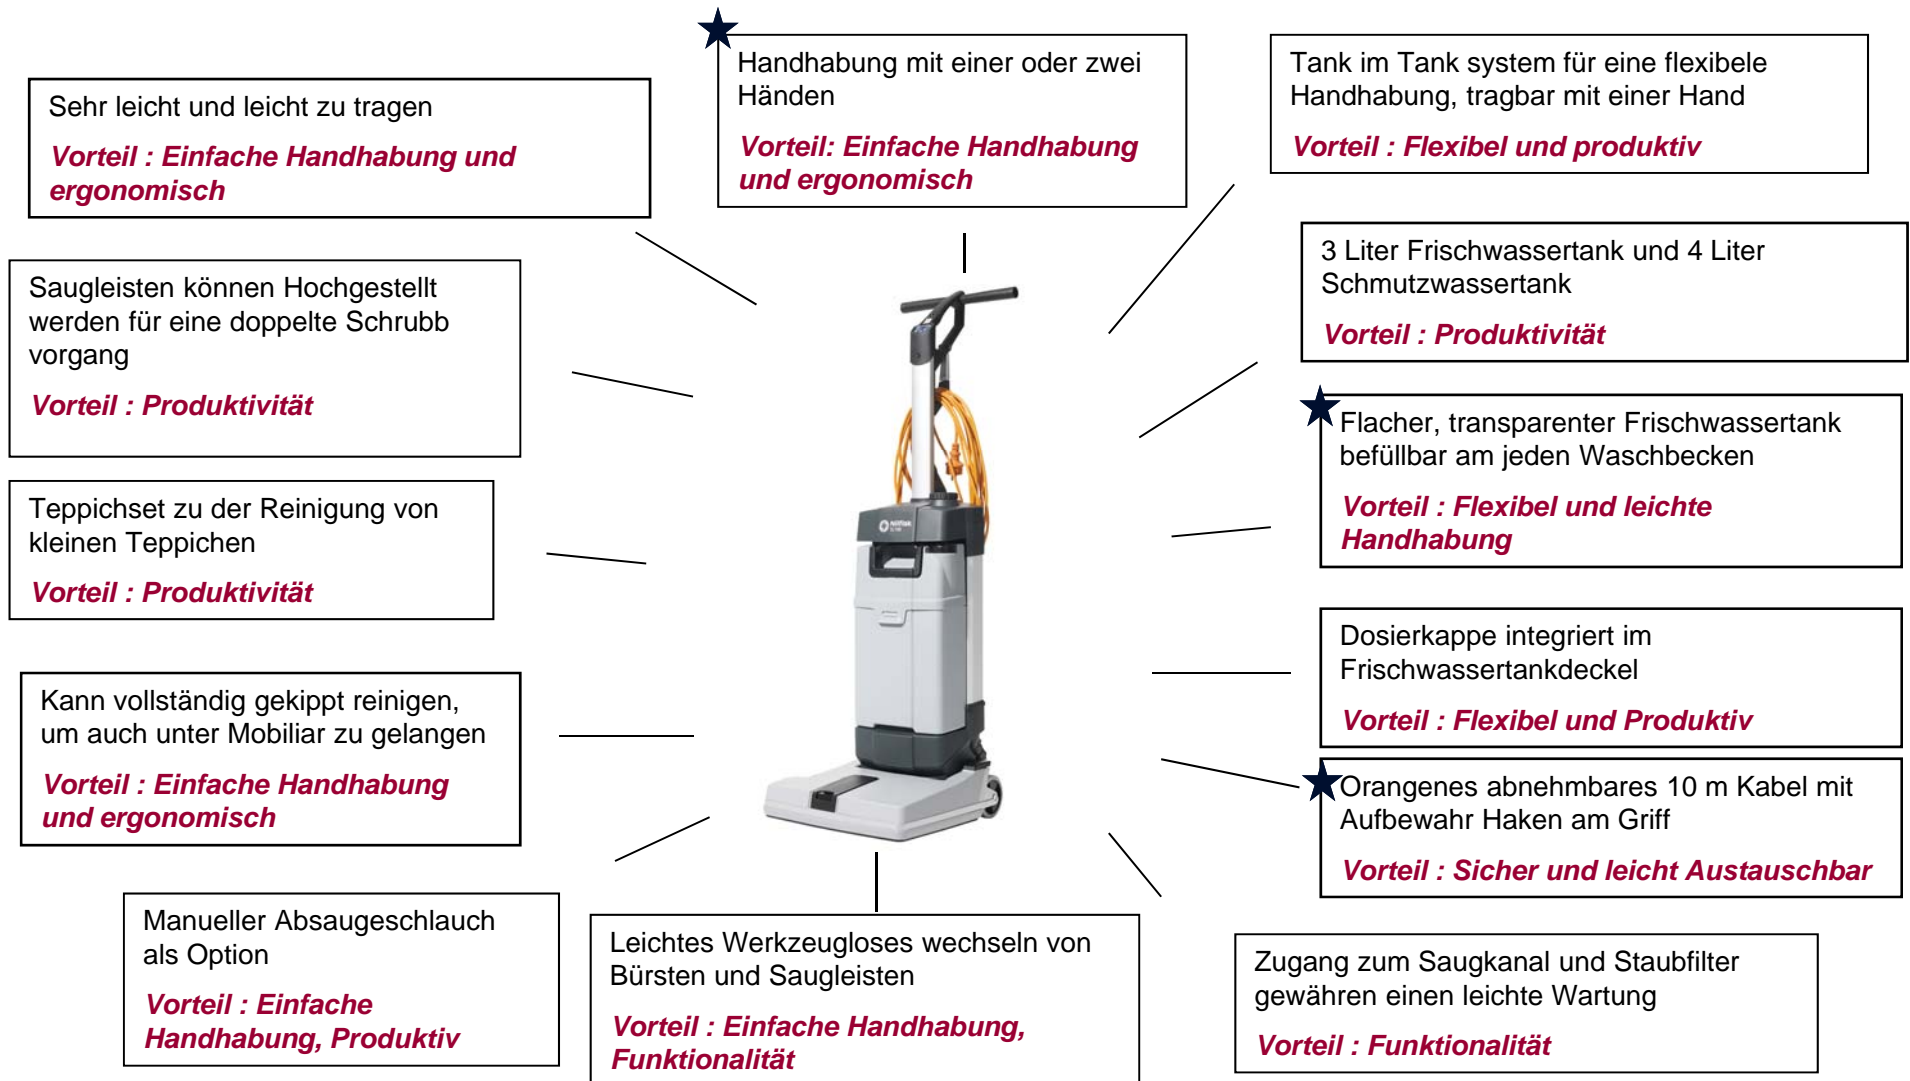 Handhabung mit einer oder zwei
Händen
Vorteil: Einfache Handhabung
und ergonomisch
Tank im Tank system für eine flexibele
Handhabung, tragbar mit einer Hand
Vorteil : Flexibel und produktiv
Sehr leicht und leicht zu tragen
Vorteil : Einfache Handhabung und
ergonomisch
3 Liter Frischwassertank und 4 Liter
Schmutzwassertank
Vorteil : Produktivität
Saugleisten können Hochgestellt
werden für eine doppelte Schrubb
vorgang
Vorteil : Produktivität
Flacher, transparenter Frischwassertank
befüllbar am jeden Waschbecken
Vorteil : Flexibel und leichte
Handhabung
Teppichset zu der Reinigung von
kleinen Teppichen
Vorteil : Produktivität
Dosierkappe integriert im
Frischwassertankdeckel
Vorteil : Flexibel und Produktiv
Kann vollständig gekippt reinigen,
um auch unter Mobiliar zu gelangen
Vorteil : Einfache Handhabung
und ergonomisch
Orangenes abnehmbares 10 m Kabel mit
Aufbewahr Haken am Griff
Vorteil : Sicher und leicht Austauschbar
Manueller Absaugeschlauch
als Option
Vorteil : Einfache
Handhabung, Produktiv
Leichtes Werkzeugloses wechseln von
Bürsten und Saugleisten
Vorteil : Einfache Handhabung,
Funktionalität
Zugang zum Saugkanal und Staubfilter
gewähren einen leichte Wartung
Vorteil : Funktionalität